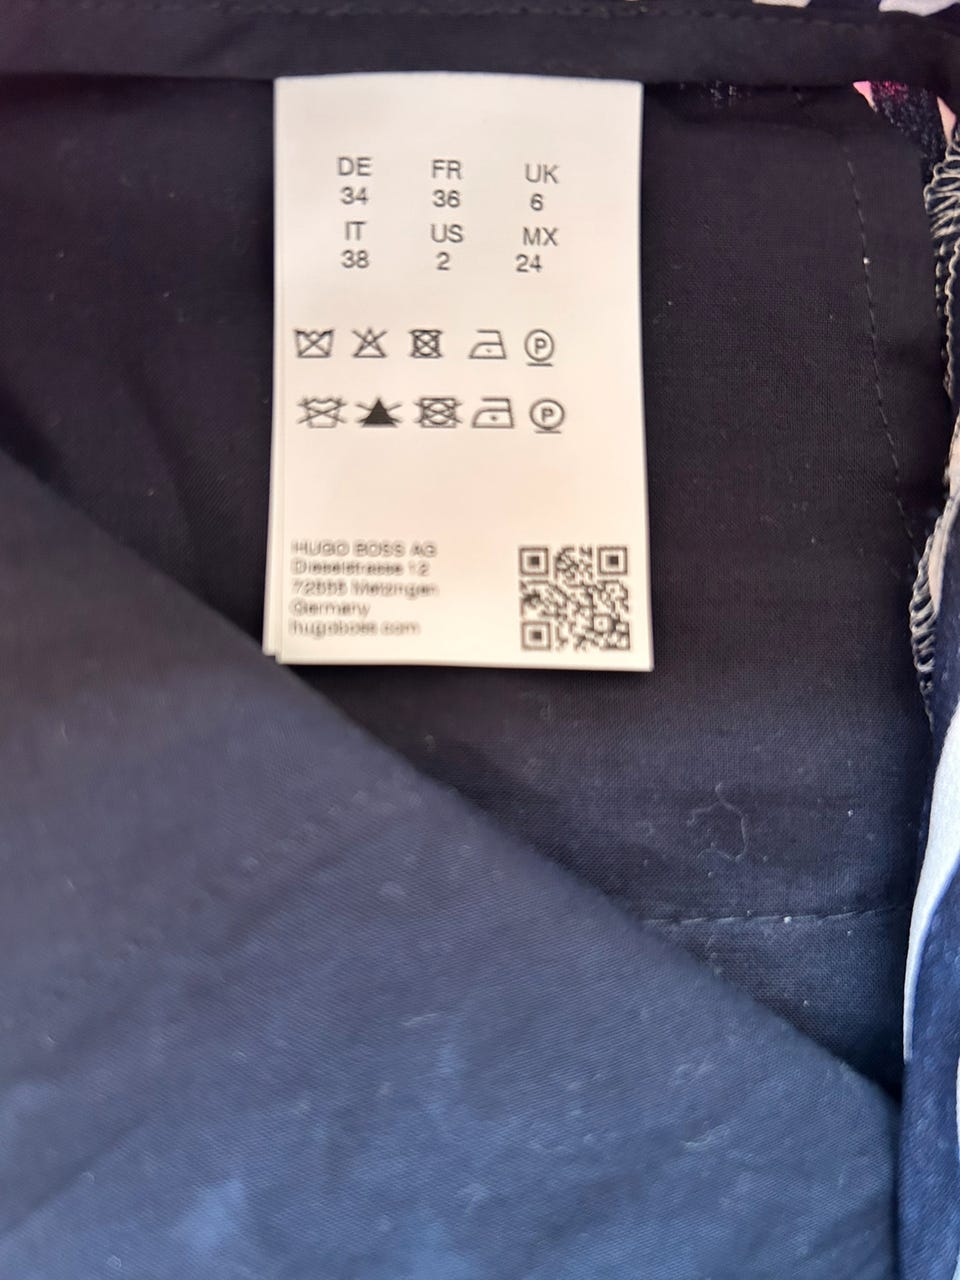 DE FR UK
34 36 6
IT US MX
38 2 24
P
P
HUGO BOSS AG
Dieselstrasse 12
72555 Metzingen
Germany
hugoboss.com